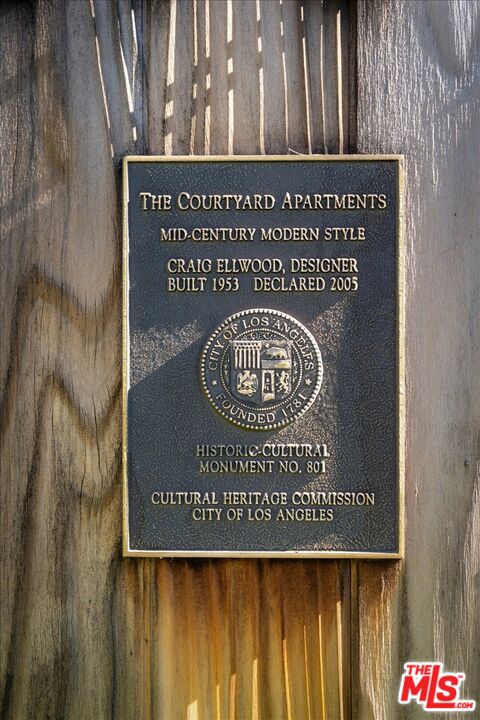 THE COURTYARD APARTMENTS
MID-CENTURY MODERN STYLE
CRAIG ELLWOOD, DESIGNER
BUILT 1953 DECLARED 2005
CITY OF LOS ANGELES
FOUNDED 1781
HISTORIC-CULTURAL
MONUMENT NO. 801
CULTURAL HERITAGE COMMISSION
CITY OF LOS ANGELES
THE
MLS
.COM